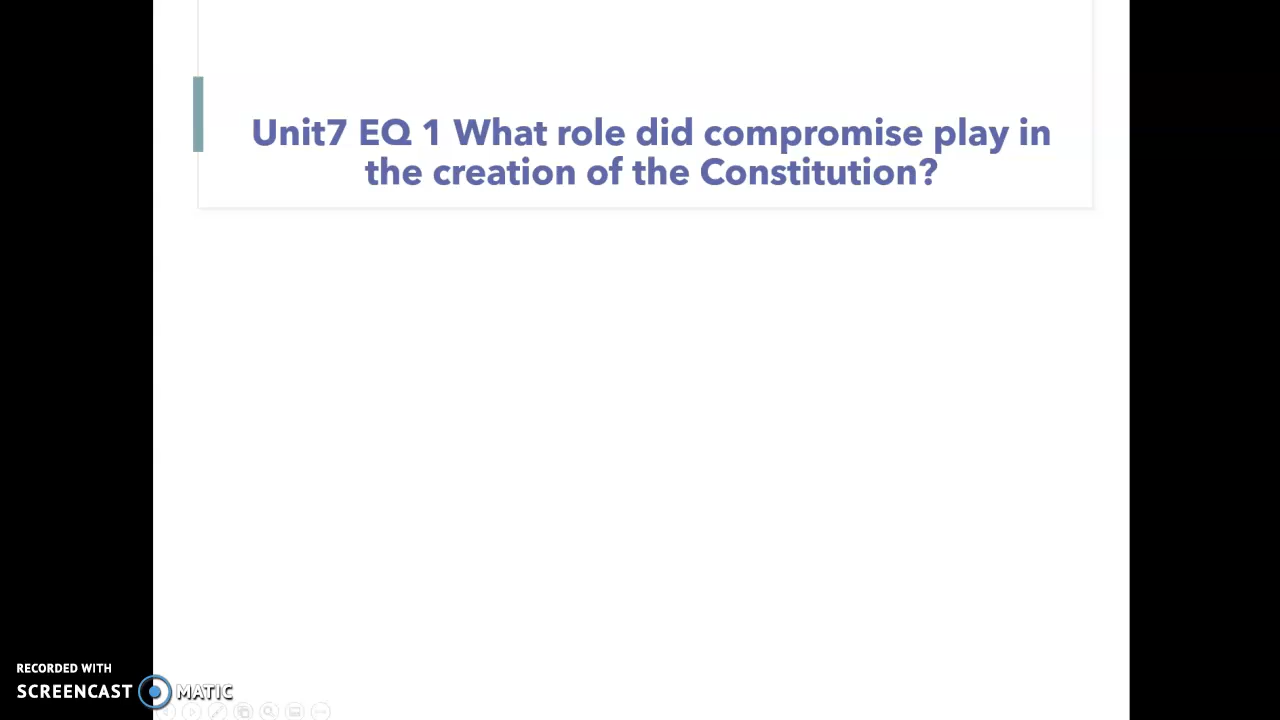 Unit7 EQ 1 What role did compromise play in
the creation of the Constitution?
RECORDED WITH
SCREENCAST MATIC